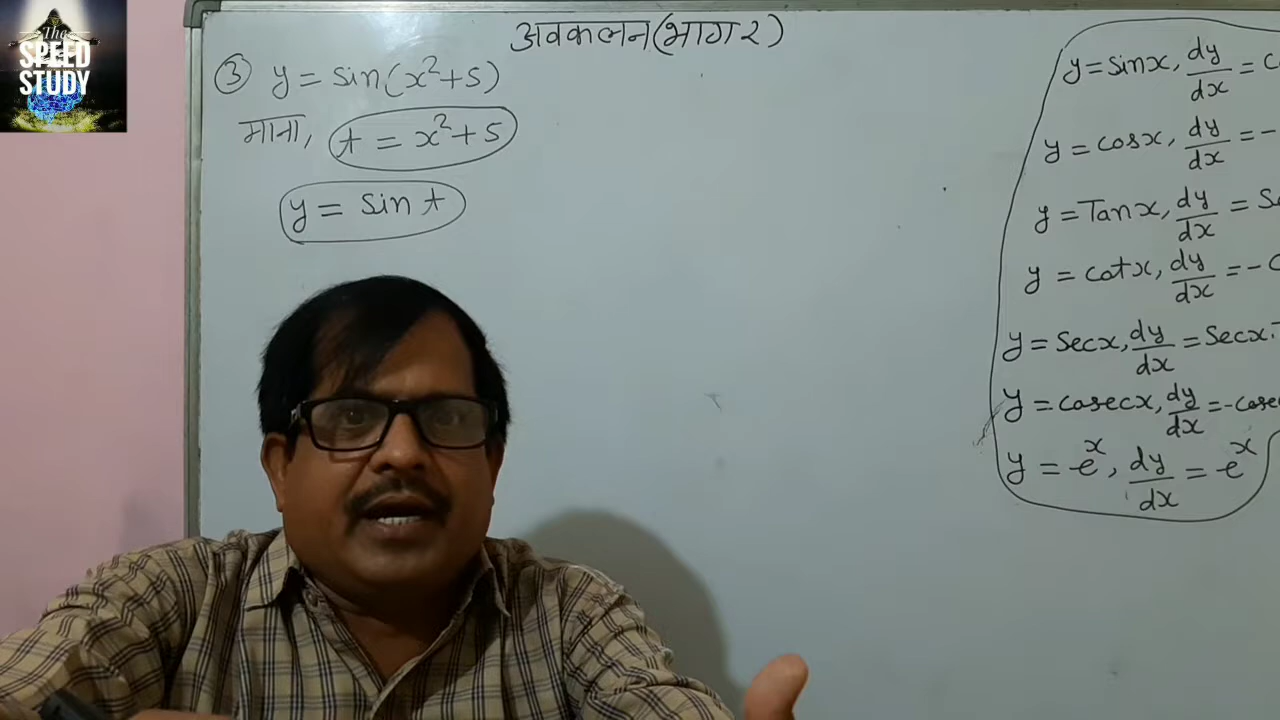 The
SPEED
STUDY
अवकलन(भाग२)
③ y = sin(x²+5)
माना, t = x²+5
y = sin t
y = sinx, dy/dx = c
y = cosx, dy/dx = -
y = Tanx, dy/dx = Se
y = cotx, dy/dx = - c
y = Secx, dy/dx = Secx.T
y = cosecx, dy/dx = -cosec
y = e^x, dy/dx = e^x